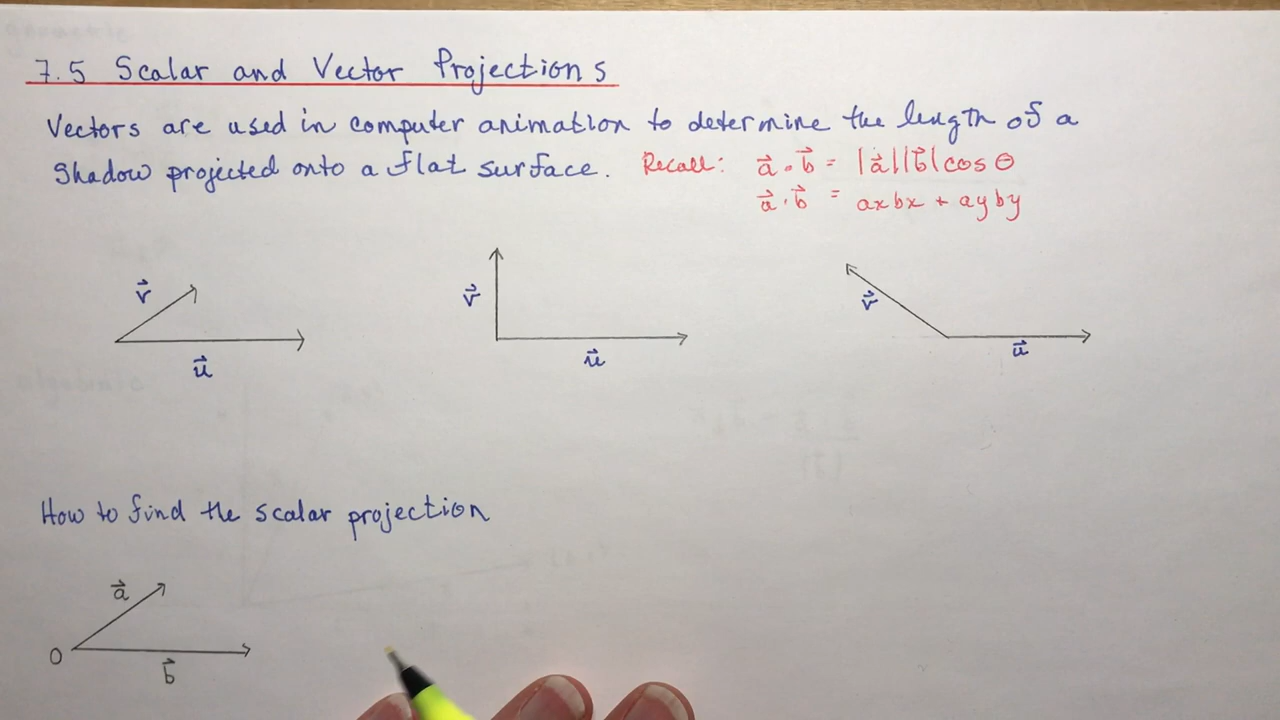 7.5 Scalar and Vector Projections
Vectors are used in computer animation to determine the length of a
Shadow projected onto a flat surface. Recall: a⃗ · b⃗ = |a⃗||b⃗|cos θ
a⃗ · b⃗ = axbx + ayby
v⃗
u⃗
v⃗
u⃗
v⃗
u⃗
How to find the scalar projection
a⃗
O
b⃗